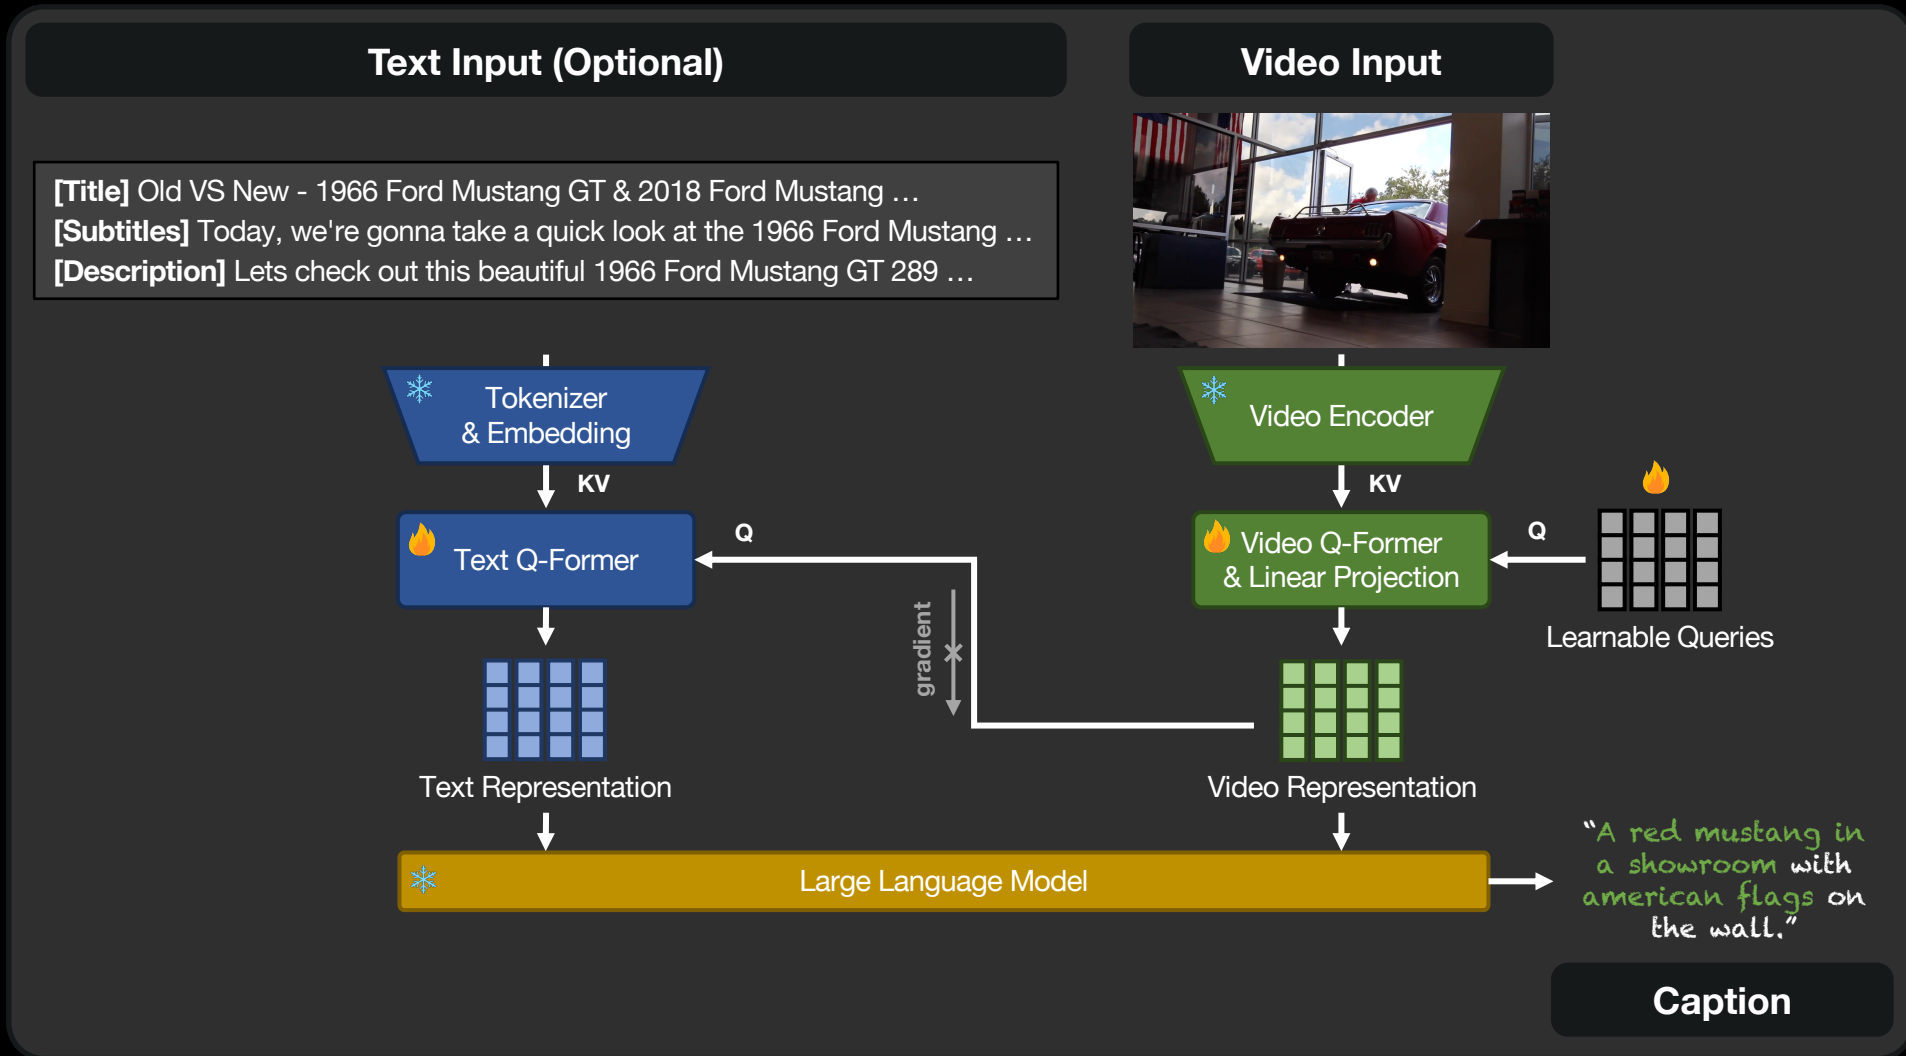 Text Input (Optional)
Video Input
[Title] Old VS New - 1966 Ford Mustang GT & 2018 Ford Mustang …
[Subtitles] Today, we're gonna take a quick look at the 1966 Ford Mustang …
[Description] Lets check out this beautiful 1966 Ford Mustang GT 289 …
Tokenizer
& Embedding
Video Encoder
KV
KV
Text Q-Former
Q
Video Q-Former
& Linear Projection
Q
Learnable Queries
gradient
Text Representation
Video Representation
Large Language Model
"A red mustang in
a showroom with
american flags on
the wall."
Caption